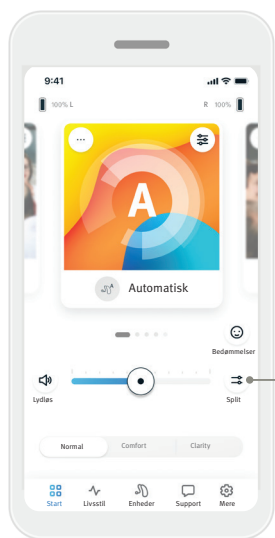 9:41
100% L
R 100%
A
Automatisk
Bedømmelser
Lydløs
Split
Normal
Comfort
Clarity
Start
Livsstil
Enheder
Support
Mere